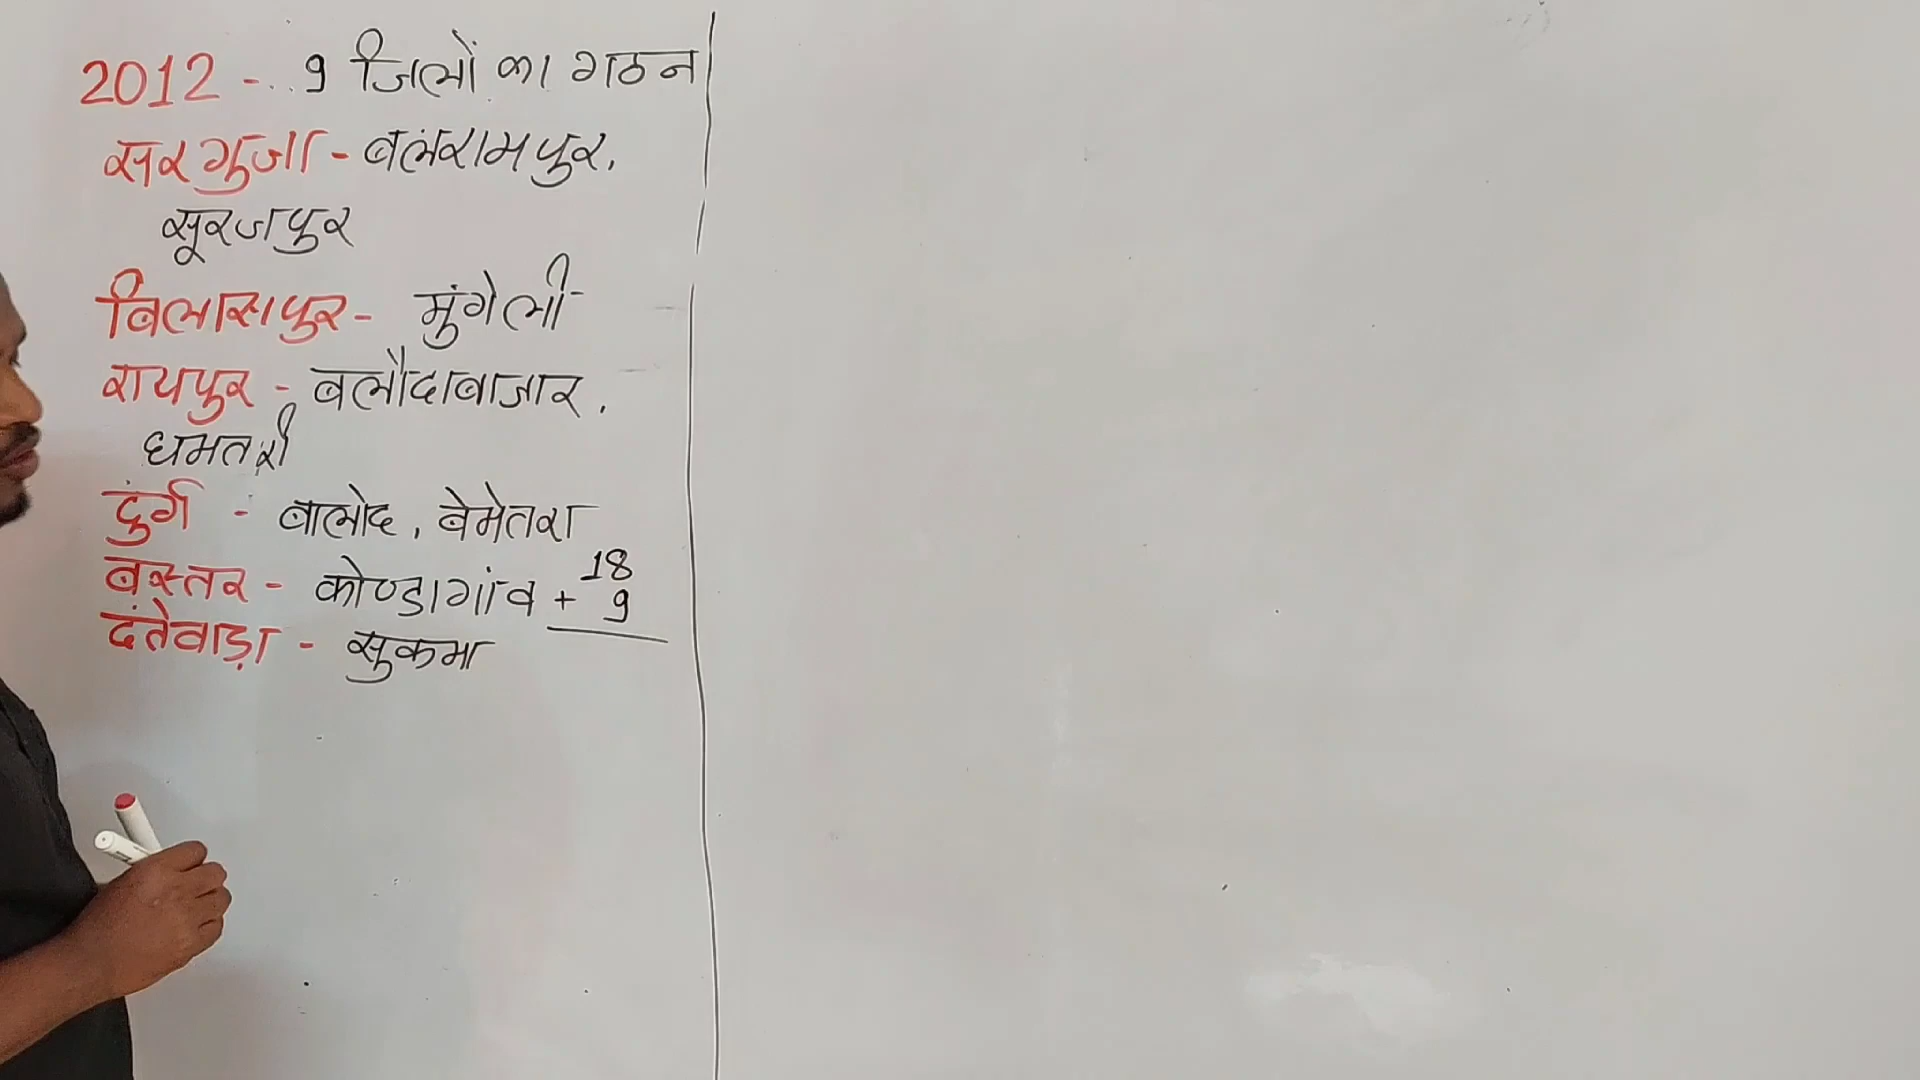 2012 - 9 जिलों का गठन
सरगुजा - बलरामपुर,
सूरजपुर
बिलासपुर - मुंगेली
रायपुर - बलौदाबाजार,
धमतरी
दुर्ग - बालोद, बेमेतरा
बस्तर - कोण्डागांव
दंतेवाड़ा - सुकमा
18
+ 9